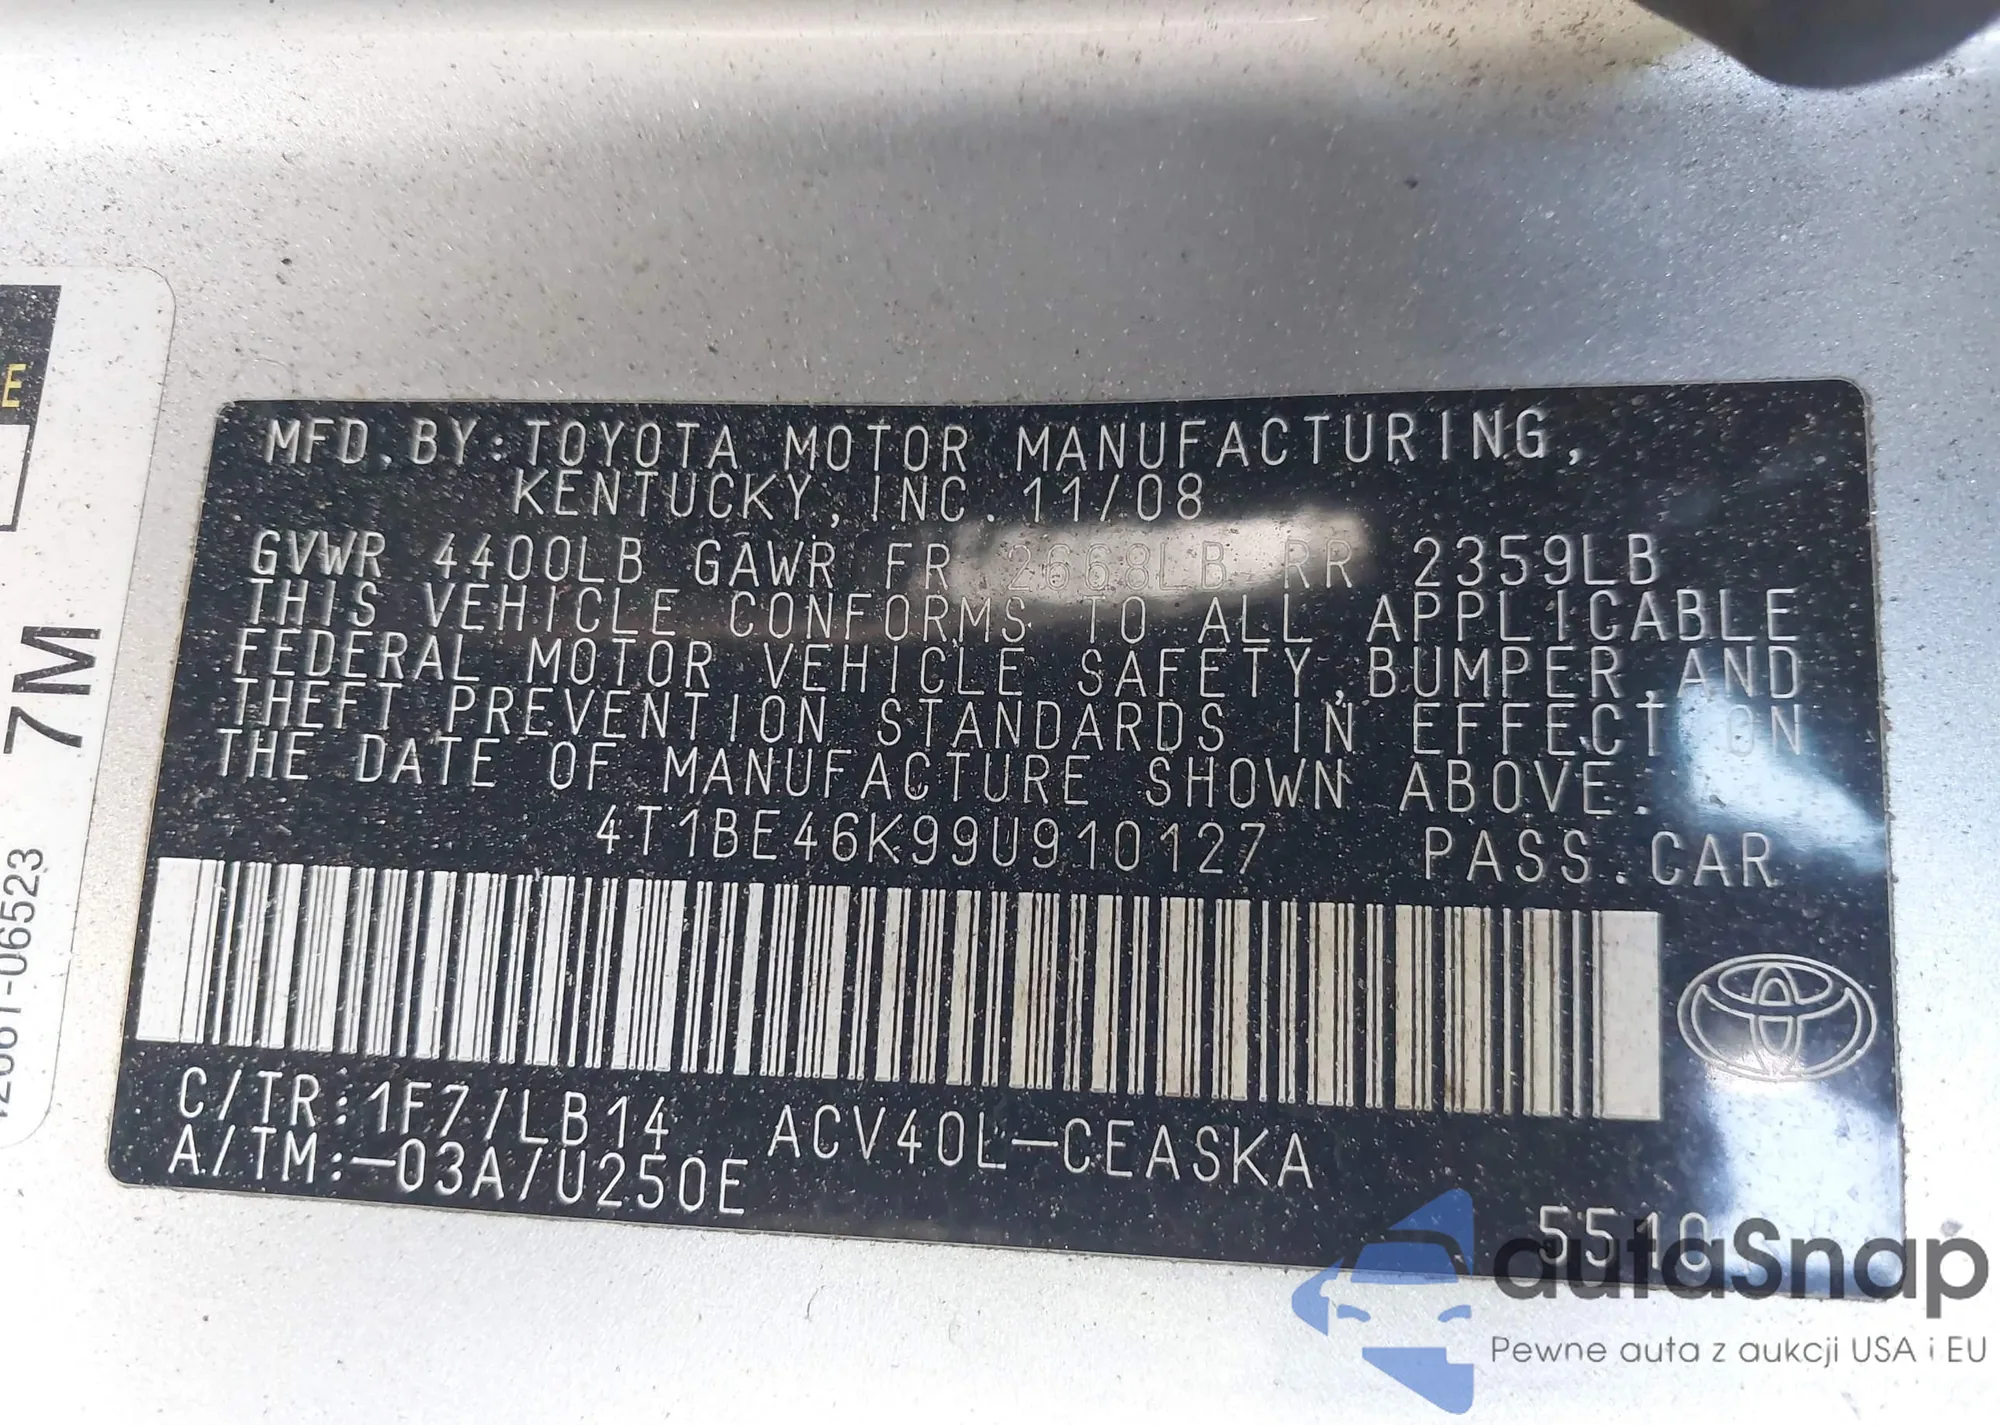 MFD.BY:TOYOTA MOTOR MANUFACTURING,
KENTUCKY,INC.11/08
GVWR 4400LB GAWR FR 2668LB RR 2359LB
THIS VEHICLE CONFORMS TO ALL APPLICABLE
FEDERAL MOTOR VEHICLE SAFETY,BUMPER,AND
THEFT PREVENTION STANDARDS IN EFFECT ON
THE DATE OF MANUFACTURE SHOWN ABOVE.
4T1BE46K99U910127 PASS.CAR
C/TR:1F7/LB14 ACV40L-CEASKA
A/TM:-03A/U250E
E
7M
autaSnap
Pewne auta z aukcji USA i EU